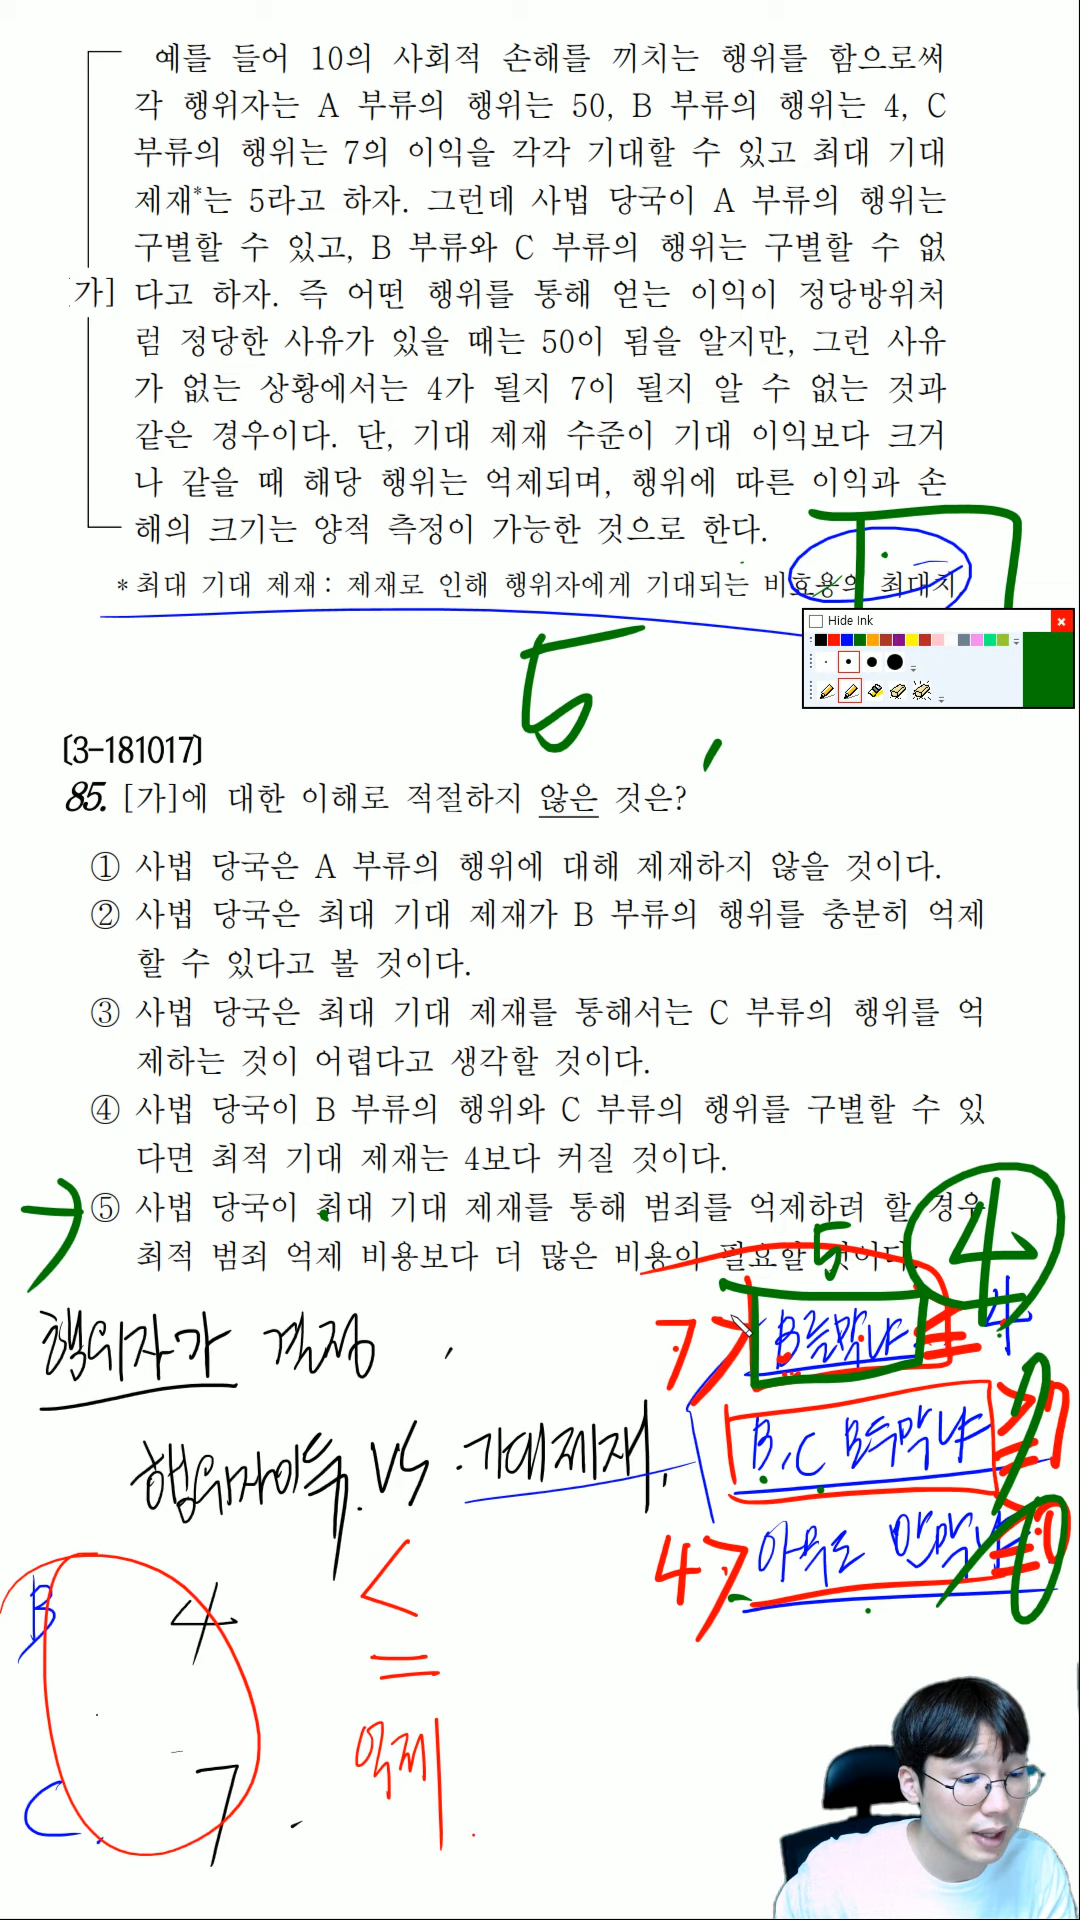 예를 들어 10의 사회적 손해를 끼치는 행위를 함으로써
각 행위자는 A 부류의 행위는 50, B 부류의 행위는 4, C
부류의 행위는 7의 이익을 각각 기대할 수 있고 최대 기대
제재*는 5라고 하자. 그런데 사법 당국이 A 부류의 행위는
구별할 수 있고, B 부류와 C 부류의 행위는 구별할 수 없
가] 다고 하자. 즉 어떤 행위를 통해 얻는 이익이 정당방위처
럼 정당한 사유가 있을 때는 50이 됨을 알지만, 그런 사유
가 없는 상황에서는 4가 될지 7이 될지 알 수 없는 것과
같은 경우이다. 단, 기대 제재 수준이 기대 이익보다 크거
나 같을 때 해당 행위는 억제되며, 행위에 따른 이익과 손
해의 크기는 양적 측정이 가능한 것으로 한다.
* 최대 기대 제재 : 제재로 인해 행위자에게 기대되는 비효용의 최대치
Hide Ink
5
[3-181017]
85. [가]에 대한 이해로 적절하지 않은 것은?
① 사법 당국은 A 부류의 행위에 대해 제재하지 않을 것이다.
② 사법 당국은 최대 기대 제재가 B 부류의 행위를 충분히 억제
할 수 있다고 볼 것이다.
③ 사법 당국은 최대 기대 제재를 통해서는 C 부류의 행위를 억
제하는 것이 어렵다고 생각할 것이다.
④ 사법 당국이 B 부류의 행위와 C 부류의 행위를 구별할 수 있
다면 최적 기대 제재는 4보다 커질 것이다.
⑤ 사법 당국이 최대 기대 제재를 통해 범죄를 억제하려 할 경우
최적 범죄 억제 비용보다 더 많은 비용이 필요할 것이다.
5 4
행위자가 결정
7 B를막냐 4
행위자이득 VS 기대제재
B, C 모두막냐 7
47 아무도 안막냐 0
B 4 <
=
C 7 억제